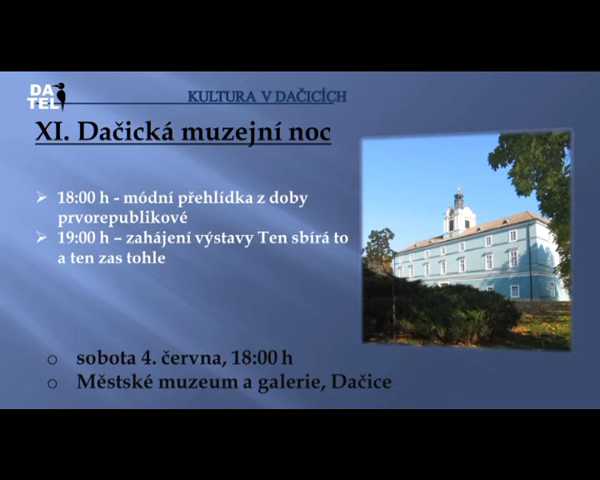 DA
TEL
KULTURA V DAČICÍCH
XI. Dačická muzejní noc
18:00 h - módní přehlídka z doby
prvorepublikové
19:00 h – zahájení výstavy Ten sbírá to
a ten zas tohle
sobota 4. června, 18:00 h
Městské muzeum a galerie, Dačice